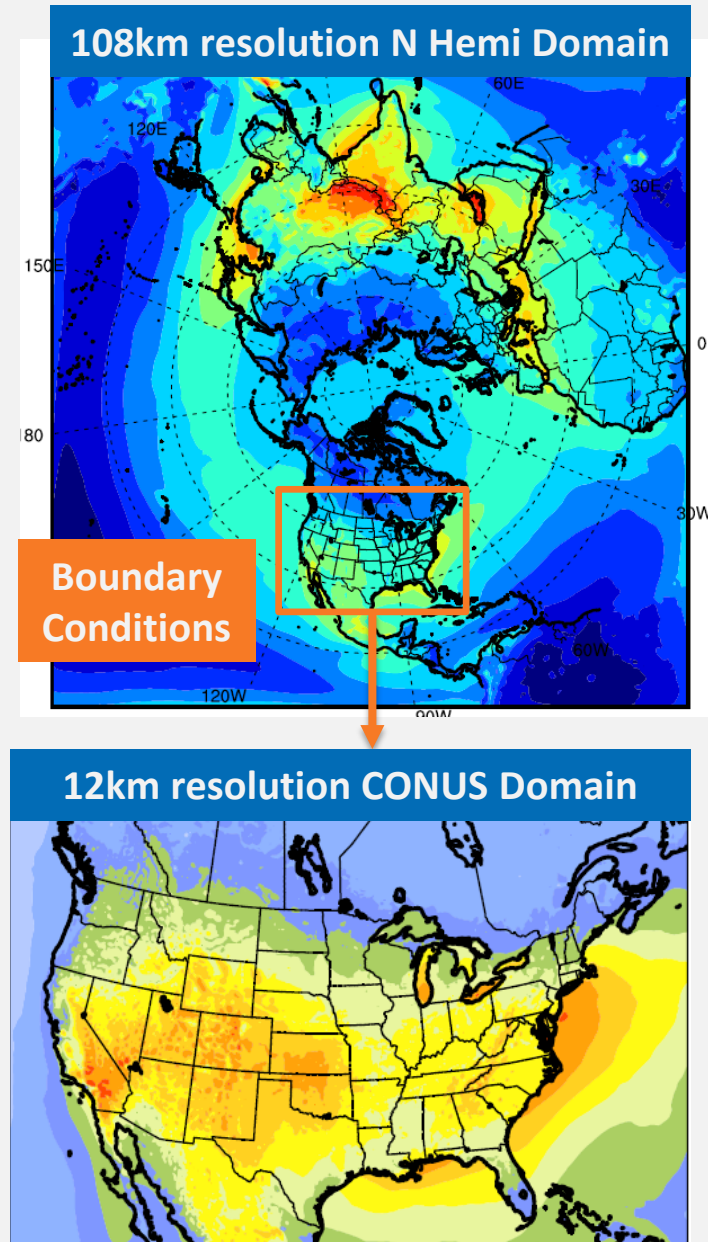 108km resolution N Hemi Domain
60E
120E
30E
150E
0
180
30W
Boundary
Conditions
60W
120W
90W
12km resolution CONUS Domain